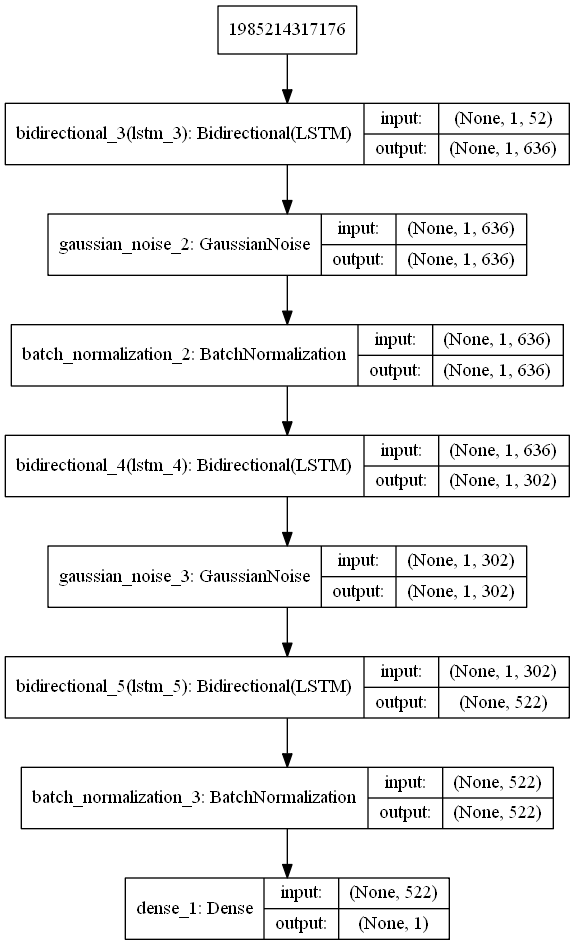 1985214317176
bidirectional_3(lstm_3): Bidirectional(LSTM)
input: (None, 1, 52)
output: (None, 1, 636)
gaussian_noise_2: GaussianNoise
input: (None, 1, 636)
output: (None, 1, 636)
batch_normalization_2: BatchNormalization
input: (None, 1, 636)
output: (None, 1, 636)
bidirectional_4(lstm_4): Bidirectional(LSTM)
input: (None, 1, 636)
output: (None, 1, 302)
gaussian_noise_3: GaussianNoise
input: (None, 1, 302)
output: (None, 1, 302)
bidirectional_5(lstm_5): Bidirectional(LSTM)
input: (None, 1, 302)
output: (None, 522)
batch_normalization_3: BatchNormalization
input: (None, 522)
output: (None, 522)
dense_1: Dense
input: (None, 522)
output: (None, 1)